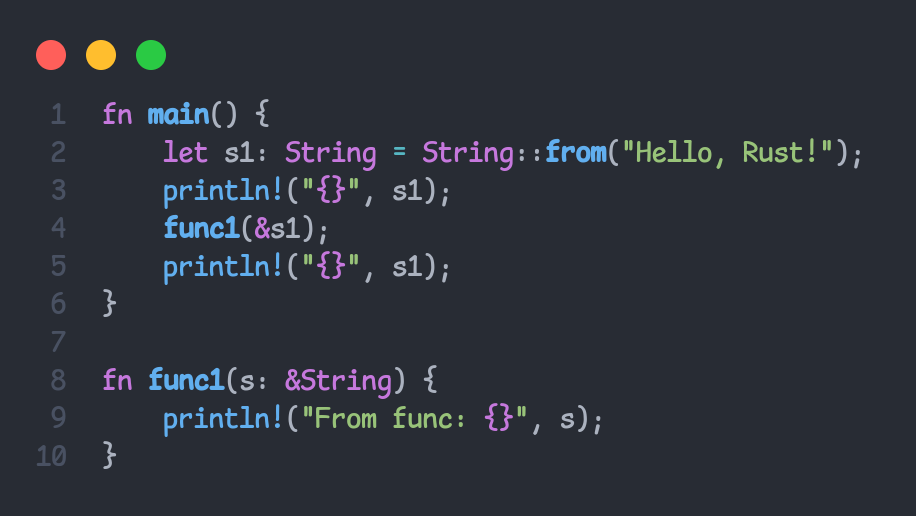 1 fn main() {
2     let s1: String = String::from("Hello, Rust!");
3     println!("{}", s1);
4     func1(&s1);
5     println!("{}", s1);
6 }
7
8 fn func1(s: &String) {
9     println!("From func: {}", s);
10 }